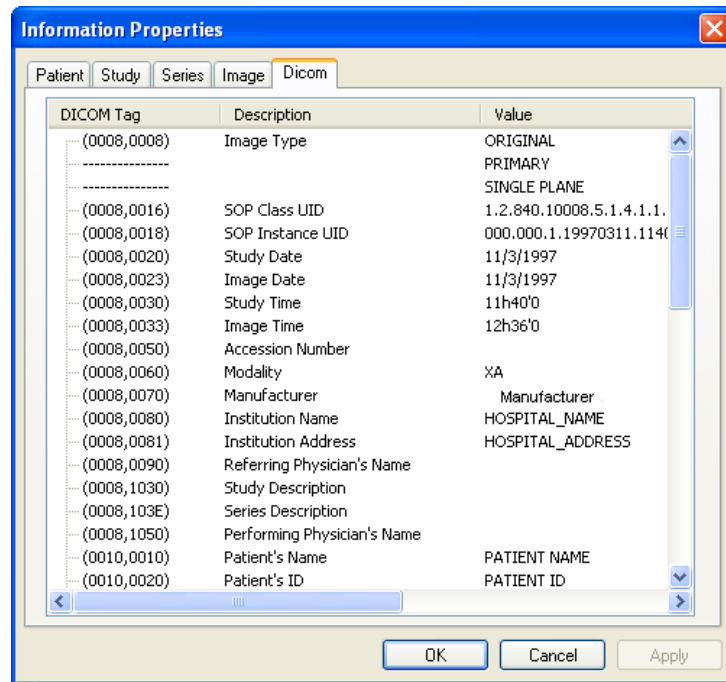 Information Properties
Patient Study Series Image Dicom
DICOM Tag Description Value
(0008,0008) Image Type ORIGINAL
--------------- PRIMARY
--------------- SINGLE PLANE
(0008,0016) SOP Class UID 1.2.840.10008.5.1.4.1.1.
(0008,0018) SOP Instance UID 000.000.1.19970311.1140
(0008,0020) Study Date 11/3/1997
(0008,0023) Image Date 11/3/1997
(0008,0030) Study Time 11h40'0
(0008,0033) Image Time 12h36'0
(0008,0050) Accession Number
(0008,0060) Modality XA
(0008,0070) Manufacturer Manufacturer
(0008,0080) Institution Name HOSPITAL_NAME
(0008,0081) Institution Address HOSPITAL_ADDRESS
(0008,0090) Referring Physician's Name
(0008,1030) Study Description
(0008,103E) Series Description
(0008,1050) Performing Physician's Name
(0010,0010) Patient's Name PATIENT NAME
(0010,0020) Patient's ID PATIENT ID
OK Cancel Apply